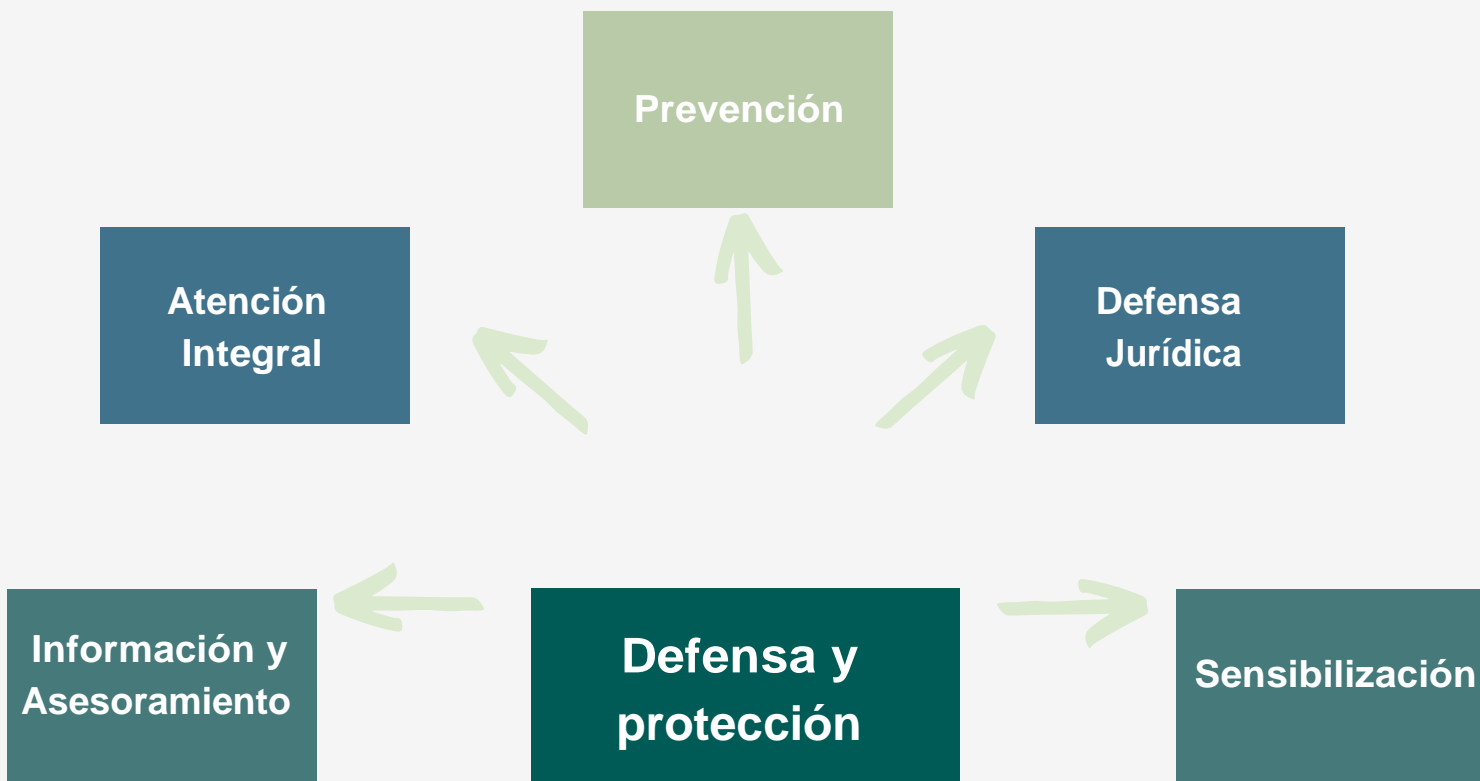 Prevención
Atención
Integral
Defensa
Jurídica
Información y
Asesoramiento
Defensa y
protección
Sensibilización